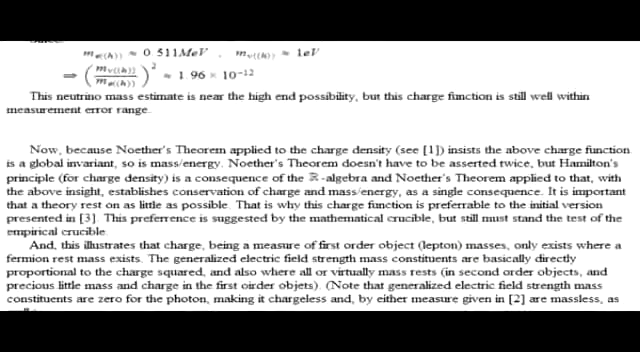 m_e((h)) ≈ 0 511MeV , m_ν((h)) ≈ 1eV
⇒ (m_ν((h)) / m_e((h)))² ≈ 1 96 × 10⁻¹²
This neutrino mass estimate is near the high end possibility, but this charge function is still well within
measurement error range.
Now, because Noether's Theorem applied to the charge density (see [1]) insists the above charge function
is a global invariant, so is mass/energy. Noether's Theorem doesn't have to be asserted twice, but Hamilton's
principle (for charge density) is a consequence of the -algebra and Noether's Theorem applied to that, with
the above insight, establishes conservation of charge and mass/energy, as a single consequence. It is important
that a theory rest on as little as possible. That is why this charge function is preferrable to the initial version
presented in [3]. This preferrence is suggested by the mathematical crucible, but still must stand the test of the
empirical crucible.
And, this illustrates that charge, being a measure of first order object (lepton) masses, only exists where a
fermion rest mass exists. The generalized electric field strength mass constituents are basically directly
proportional to the charge squared, and also where all or virtually mass rests (in second order objects, and
precious little mass and charge in the first oirder objets). (Note that generalized electric field strength mass
constituents are zero for the photon, making it chargeless and, by either measure given in [2] are massless, as